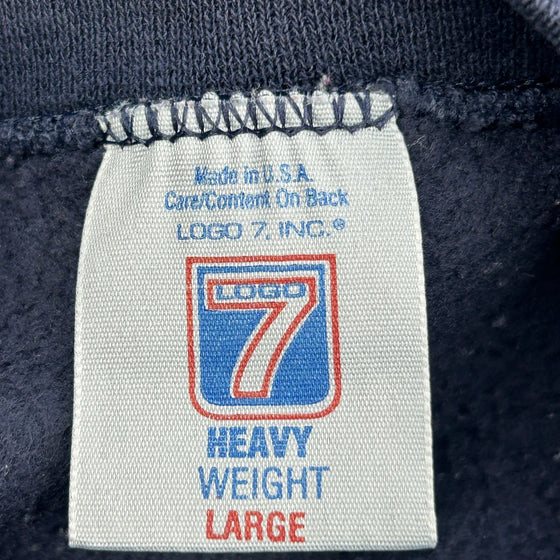 Made in U.S.A.
Care/Content On Back
LOGO 7, INC.®
LOGO
7
HEAVY
WEIGHT
LARGE